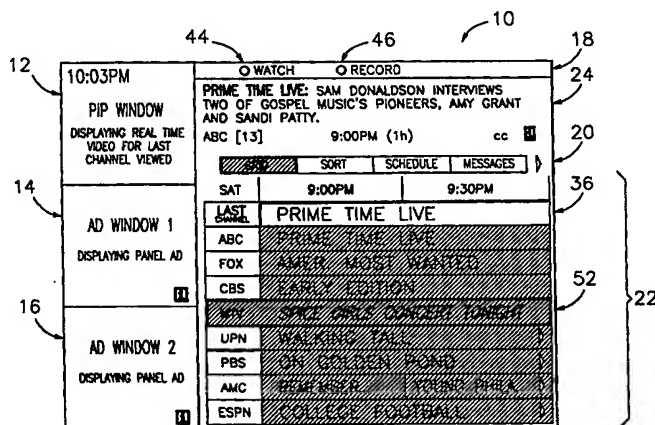 44
46
10
12
18
10:03PM
WATCH RECORD
24
PRIME TIME LIVE: SAM DONALDSON INTERVIEWS
TWO OF GOSPEL MUSIC'S PIONEERS, AMY GRANT
AND SANDI PATTY.
ABC [13] 9:00PM (1h) cc
PIP WINDOW
DISPLAYING REAL TIME
VIDEO FOR LAST
CHANNEL VIEWED
20
GRID SORT SCHEDULE MESSAGES
14
SAT 9:00PM 9:30PM
36
LAST CHANNEL PRIME TIME LIVE
AD WINDOW 1
DISPLAYING PANEL AD
ABC PRIME TIME LIVE
FOX AMER. MOST WANTED
CBS EARLY EDITION
52
22
16
MTV SPICE GIRLS CONCERT TONIGHT
AD WINDOW 2
DISPLAYING PANEL AD
UPN WALKING TALL
PBS ON GOLDEN POND
AMC REMEMBER... YOUNG PHILA.
ESPN COLLEGE FOOTBALL